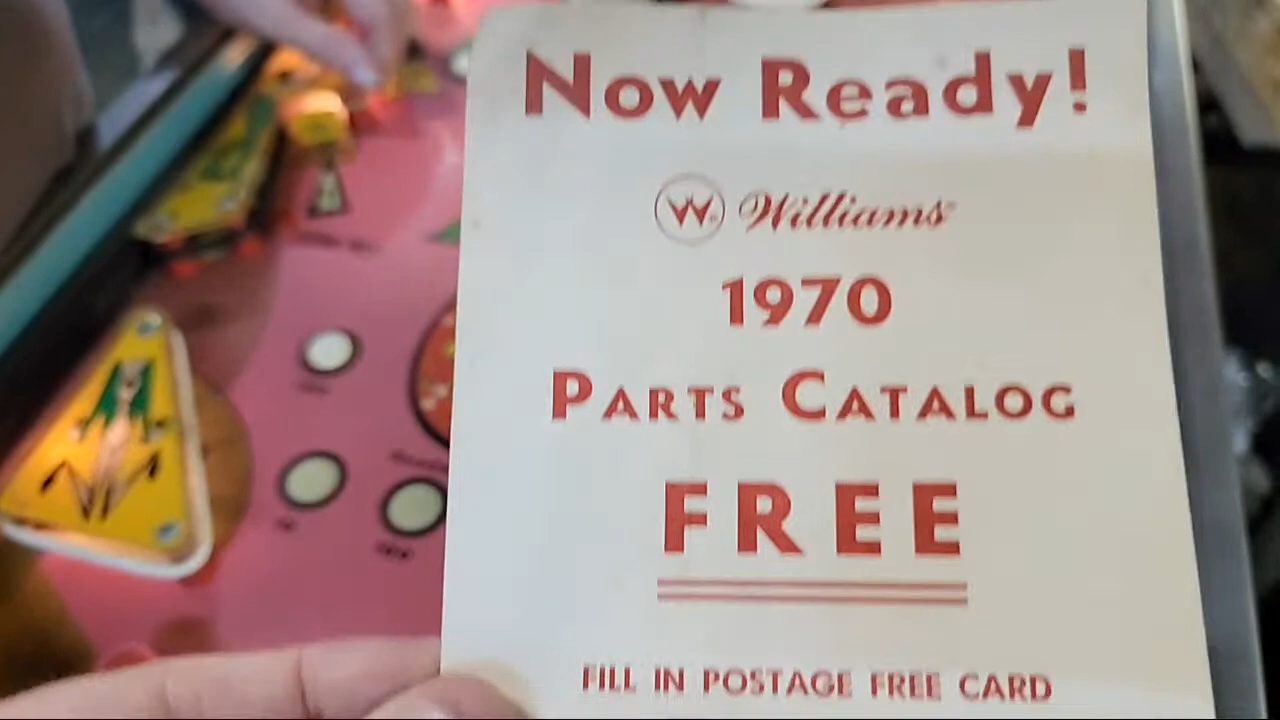 Now Ready!
W Williams
1970
PARTS CATALOG
FREE
FILL IN POSTAGE FREE CARD